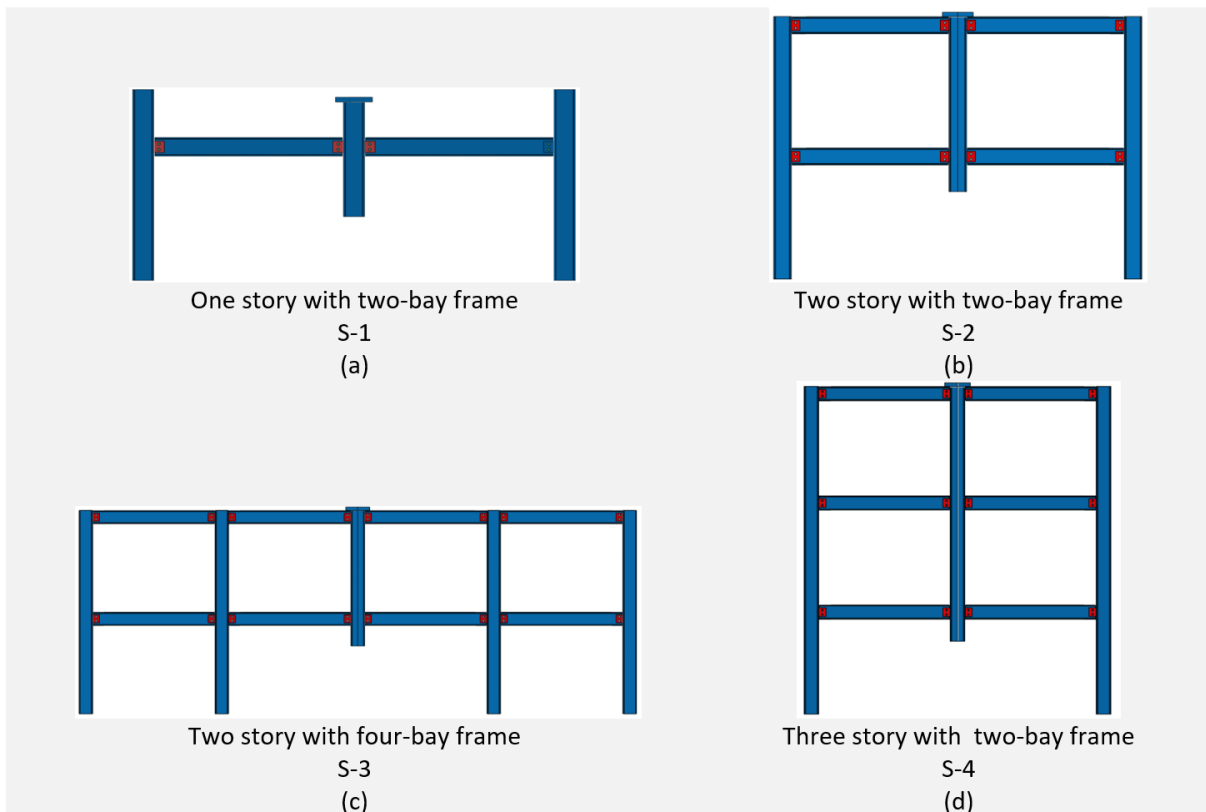 One story with two-bay frame
S-1
(a)
Two story with two-bay frame
S-2
(b)
Two story with four-bay frame
S-3
(c)
Three story with  two-bay frame
S-4
(d)